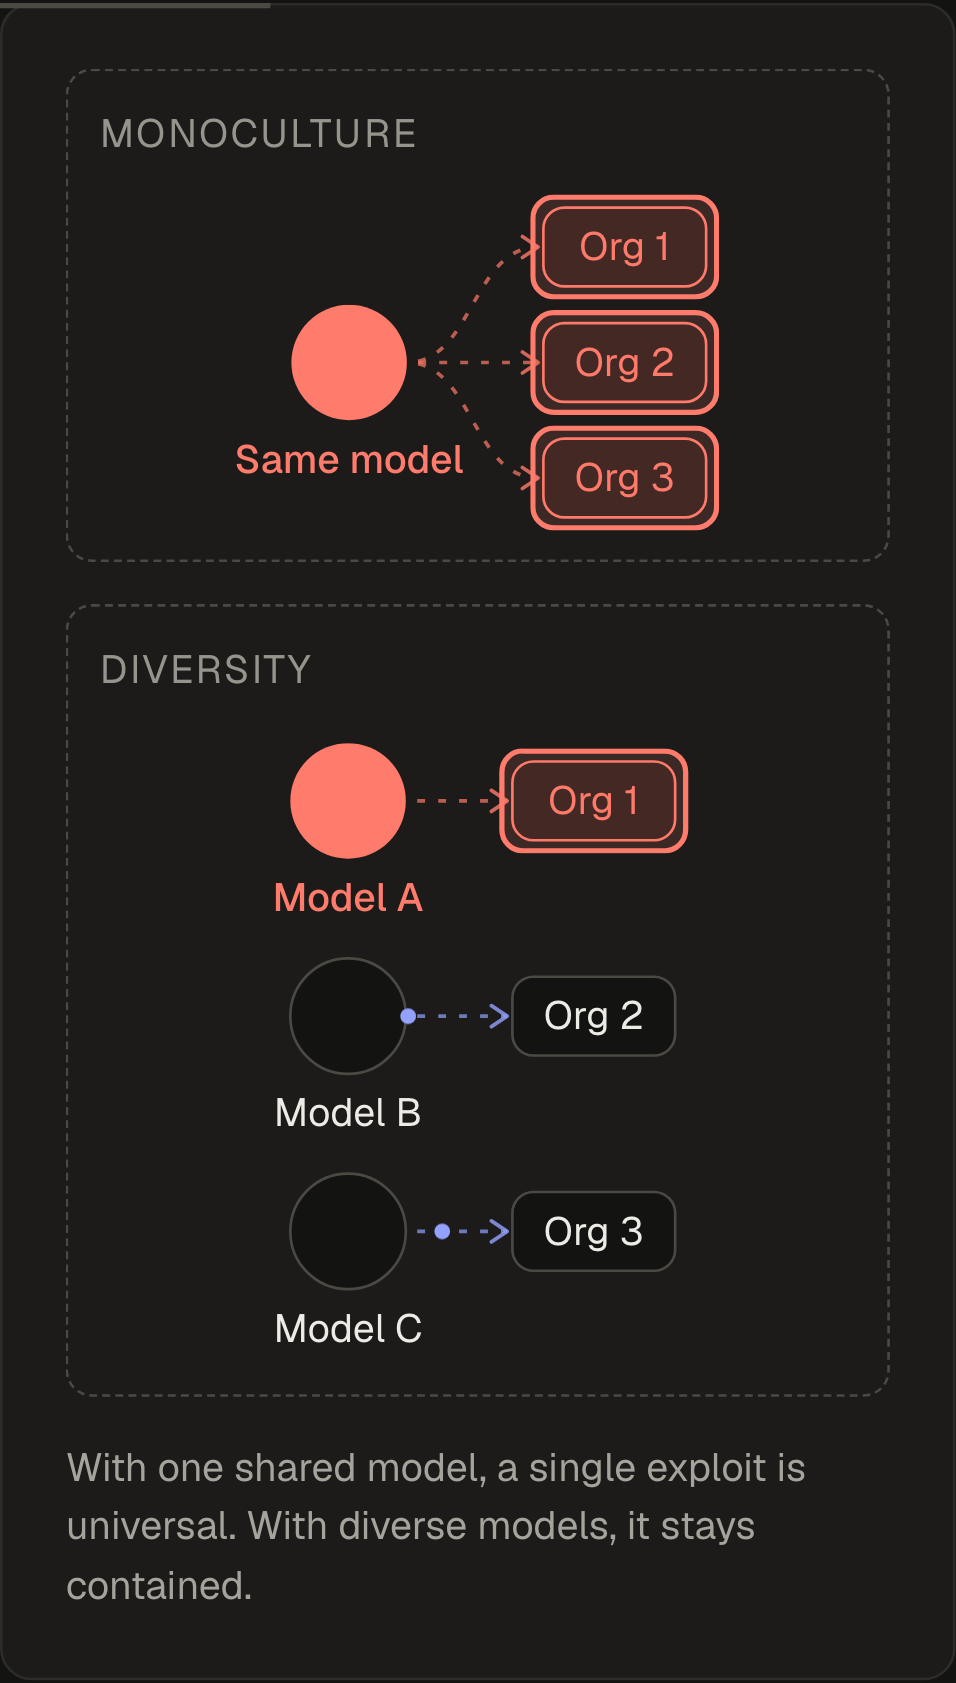 MONOCULTURE
Org 1
Org 2
Same model
Org 3
DIVERSITY
Org 1
Model A
Org 2
Model B
Org 3
Model C
With one shared model, a single exploit is
universal. With diverse models, it stays
contained.